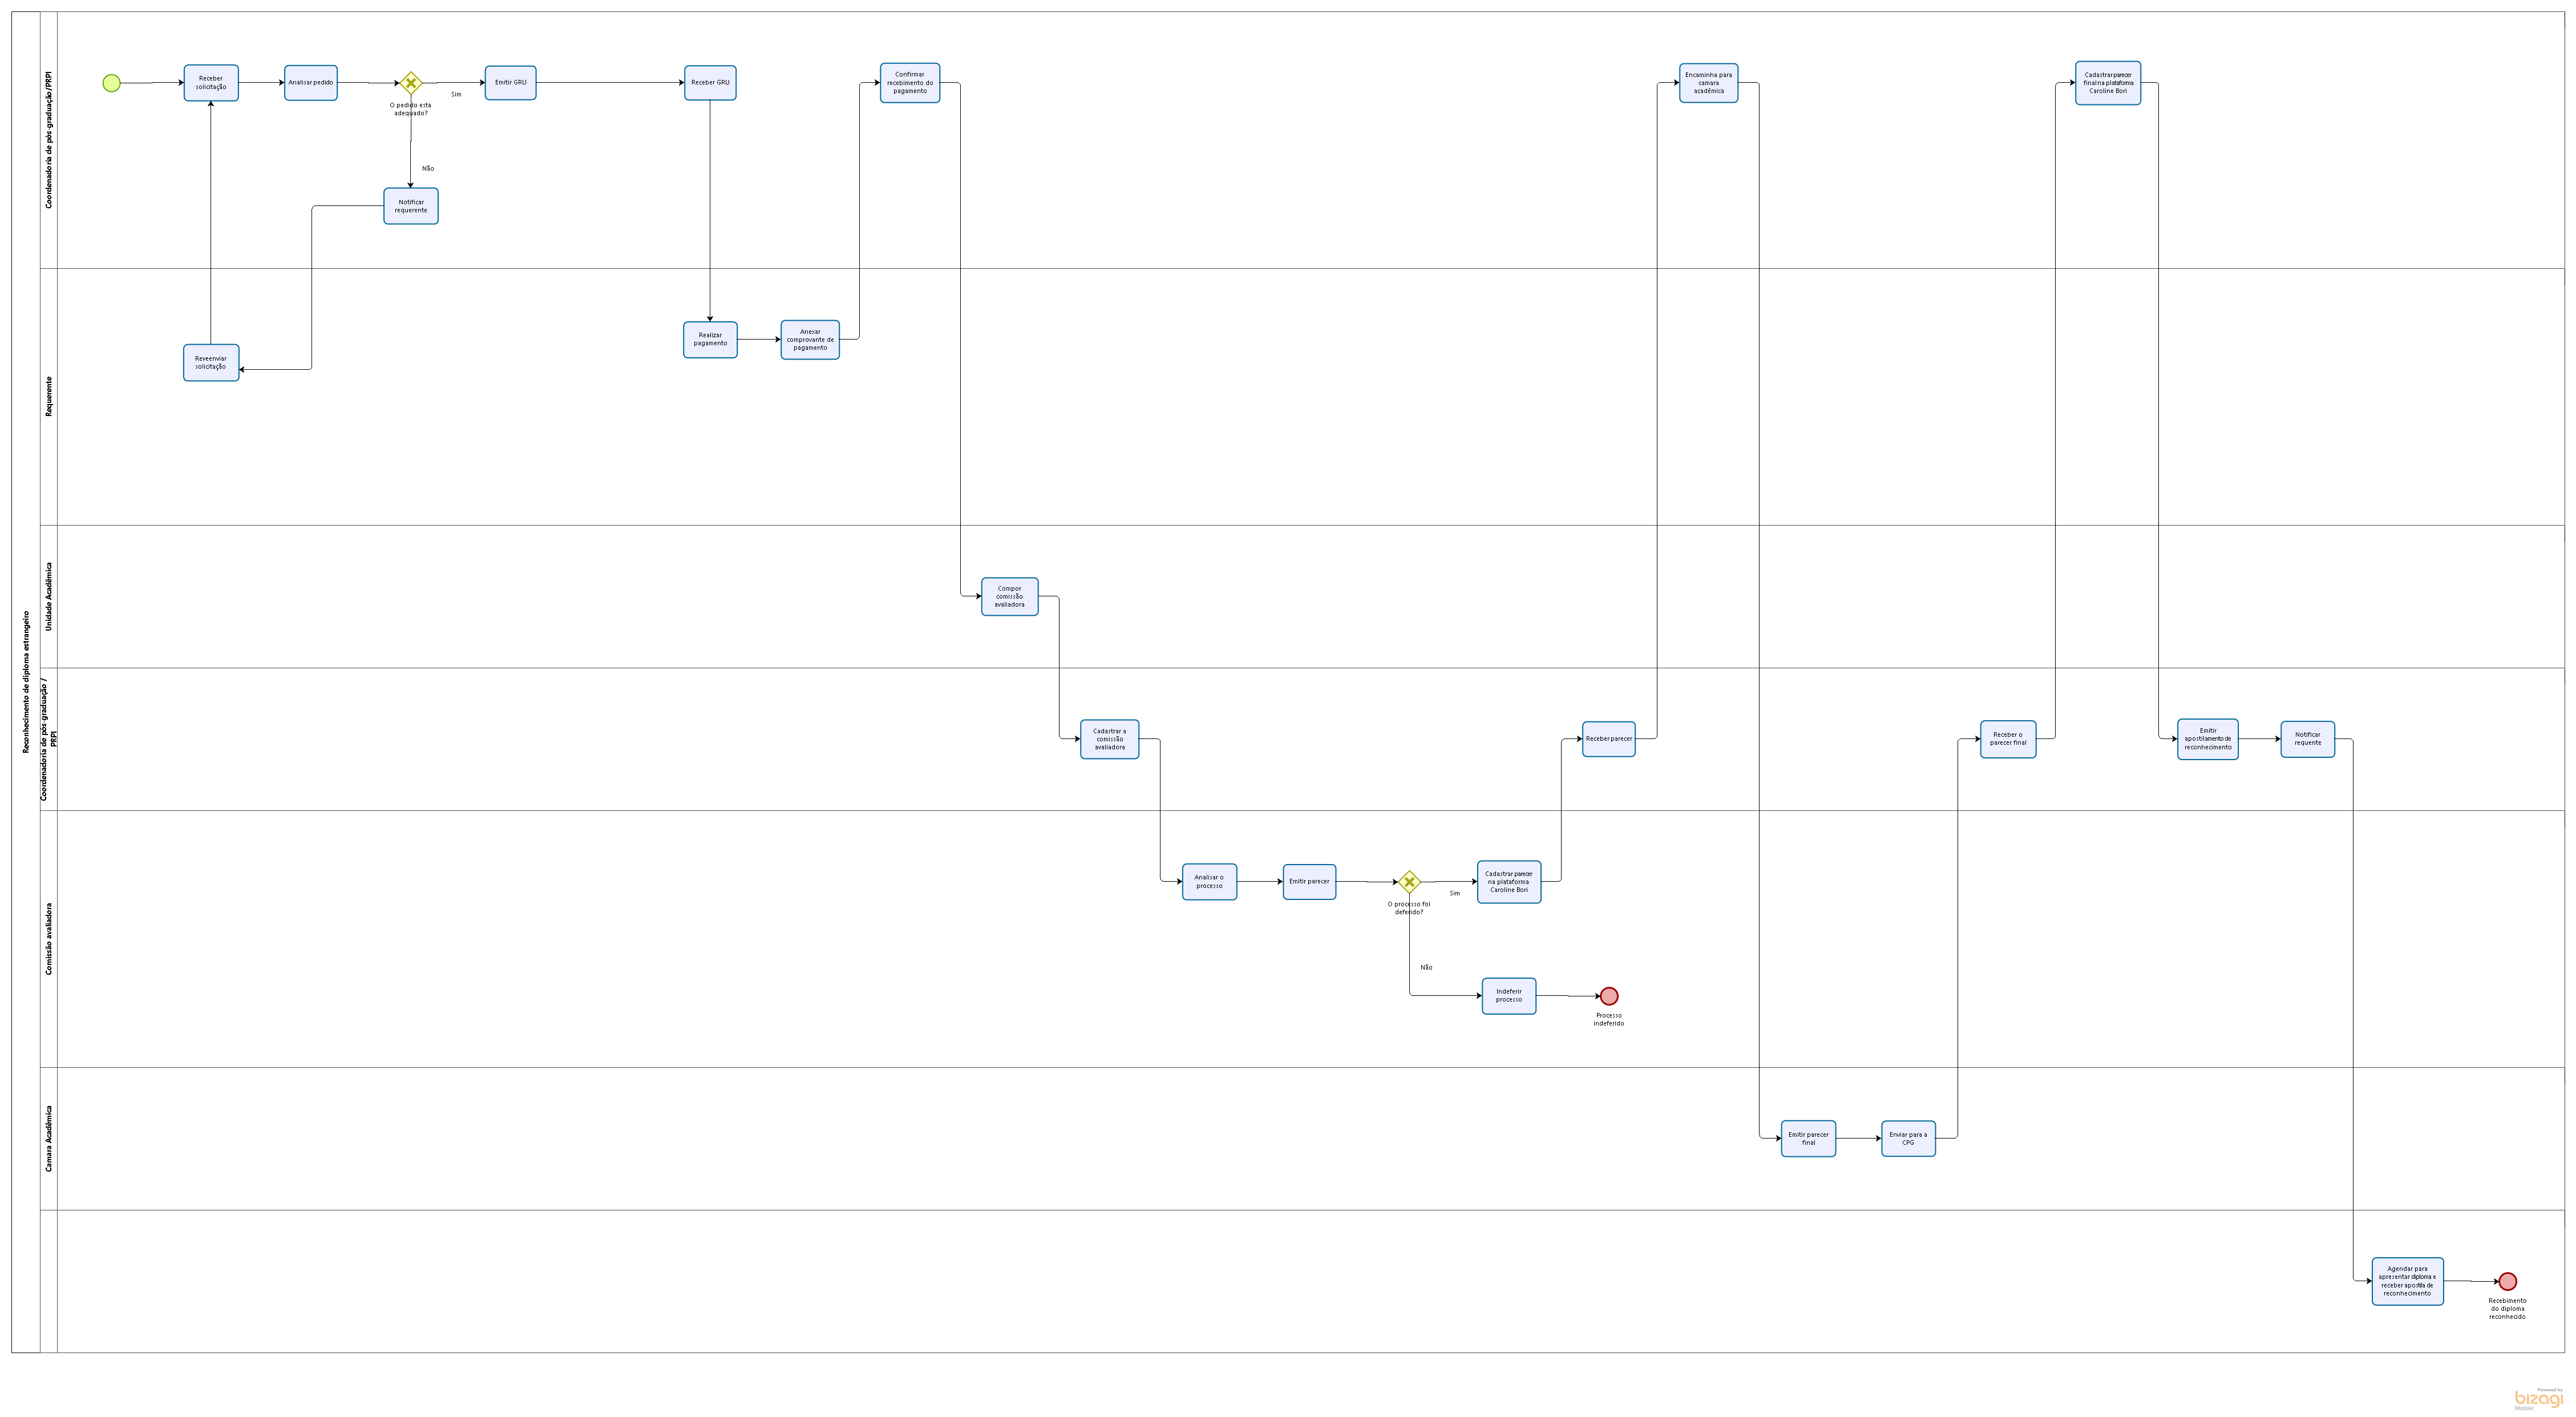 Reconhecimento de diploma estrangeiro
Coordenadoria de pós-graduação /PRPI
Receber
solicitação
Analisar pedido
O pedido esta
adequado?
Sim
Não
Emitir GRU
Receber GRU
Confirmar
recebimento do
pagamento
Encaminha para
camara
acadêmica
Cadastrar parecer
final na plataforma
Caroline Bori
Notificar
requerente
Requerente
Reveenviar
solicitação
Realizar
pagamento
Anexar
comprovante de
pagamento
Unidade Acadêmica
Compor
comissão
avaliadora
Coordenadoria de pós-graduação /
PRPI
Cadastrar a
comissão
avaliadora
Receber parecer
Receber o
parecer final
Emitir
apostilamento de
reconhecimento
Notificar
requente
Comissão avaliadora
Analisar o
processo
Emitir parecer
O processo foi
deferido?
Sim
Não
Cadastrar parecer
na plataforma
Caroline Bori
Indeferir
processo
Processo
indeferido
Camara Acadêmica
Emitir parecer
final
Enviar para a
CPG
Agendar para
apresentar diploma e
receber apostila de
reconhecimento
Recebimento
do diploma
reconhecido
Powered by
bizagi
Modeler